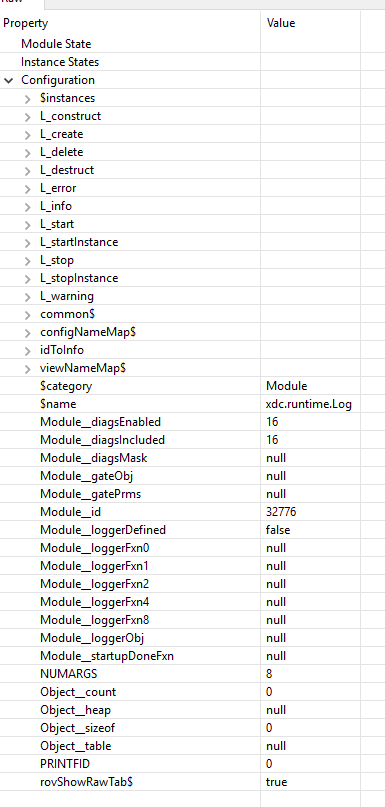 Property Value
Module State
Instance States
Configuration
$instances
L_construct
L_create
L_delete
L_destruct
L_error
L_info
L_start
L_startInstance
L_stop
L_stopInstance
L_warning
common$
configNameMap$
idToInfo
viewNameMap$
$category Module
$name xdc.runtime.Log
Module__diagsEnabled 16
Module__diagsIncluded 16
Module__diagsMask null
Module__gateObj null
Module__gatePrms null
Module__id 32776
Module__loggerDefined false
Module__loggerFxn0 null
Module__loggerFxn1 null
Module__loggerFxn2 null
Module__loggerFxn4 null
Module__loggerFxn8 null
Module__loggerObj null
Module__startupDoneFxn null
NUMARGS 8
Object__count 0
Object__heap null
Object__sizeof 0
Object__table null
PRINTFID 0
rovShowRawTab$ true